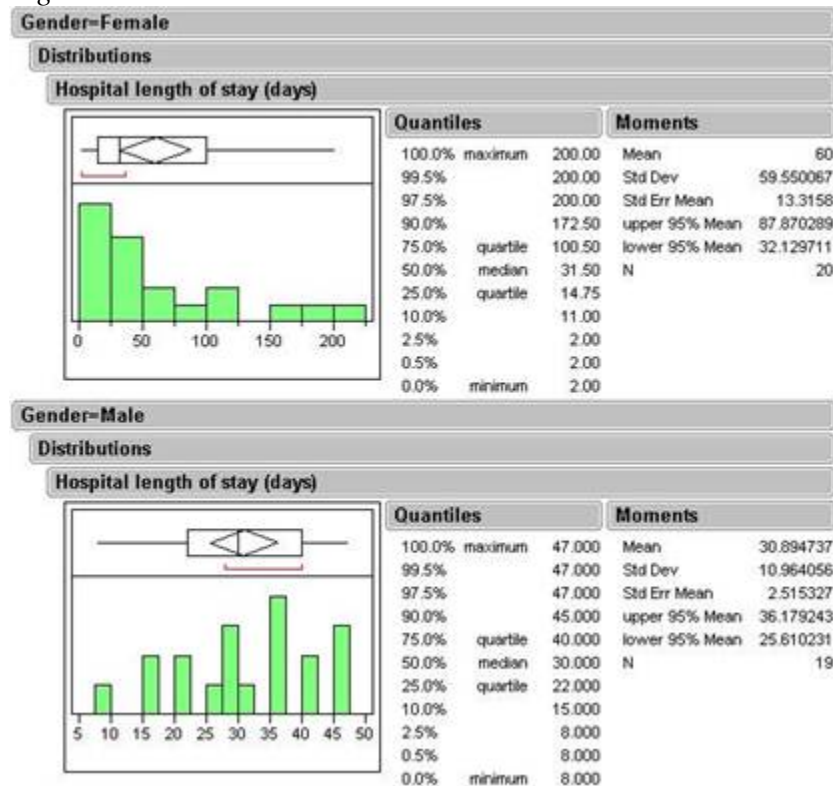 Gender=Female
Distributions
Hospital length of stay (days)
0 50 100 150 200
Quantiles
100.0% maximum 200.00
99.5% 200.00
97.5% 200.00
90.0% 172.50
75.0% quartile 100.50
50.0% median 31.50
25.0% quartile 14.75
10.0% 11.00
2.5% 2.00
0.5% 2.00
0.0% minimum 2.00
Moments
Mean 60
Std Dev 59.550067
Std Err Mean 13.3158
upper 95% Mean 87.870289
lower 95% Mean 32.129711
N 20
Gender=Male
Distributions
Hospital length of stay (days)
5 10 15 20 25 30 35 40 45 50
Quantiles
100.0% maximum 47.000
99.5% 47.000
97.5% 47.000
90.0% 45.000
75.0% quartile 40.000
50.0% median 30.000
25.0% quartile 22.000
10.0% 15.000
2.5% 8.000
0.5% 8.000
0.0% minimum 8.000
Moments
Mean 30.894737
Std Dev 10.964056
Std Err Mean 2.515327
upper 95% Mean 36.179243
lower 95% Mean 25.610231
N 19